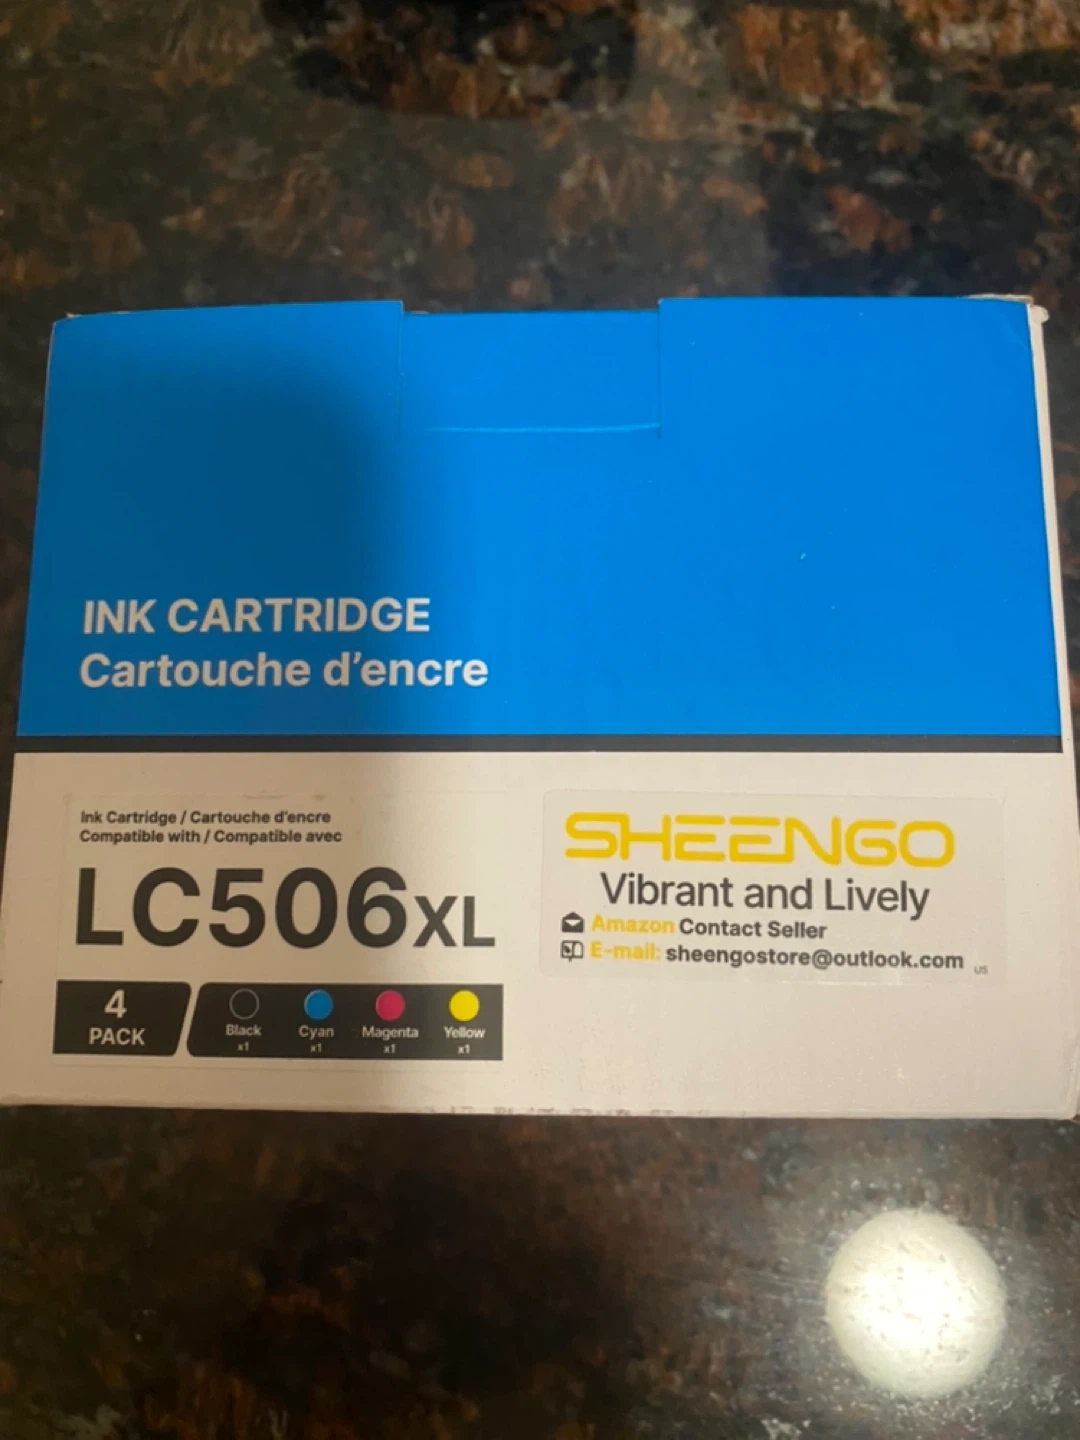 INK CARTRIDGE
Cartouche d'encre
Ink Cartridge / Cartouche d'encre
Compatible with / Compatible avec
LC506XL
4
PACK
Black
x1
Cyan
x1
Magenta
x1
Yellow
x1
SHEENGO
Vibrant and Lively
Amazon Contact Seller
E-mail: sheengostore@outlook.com
US